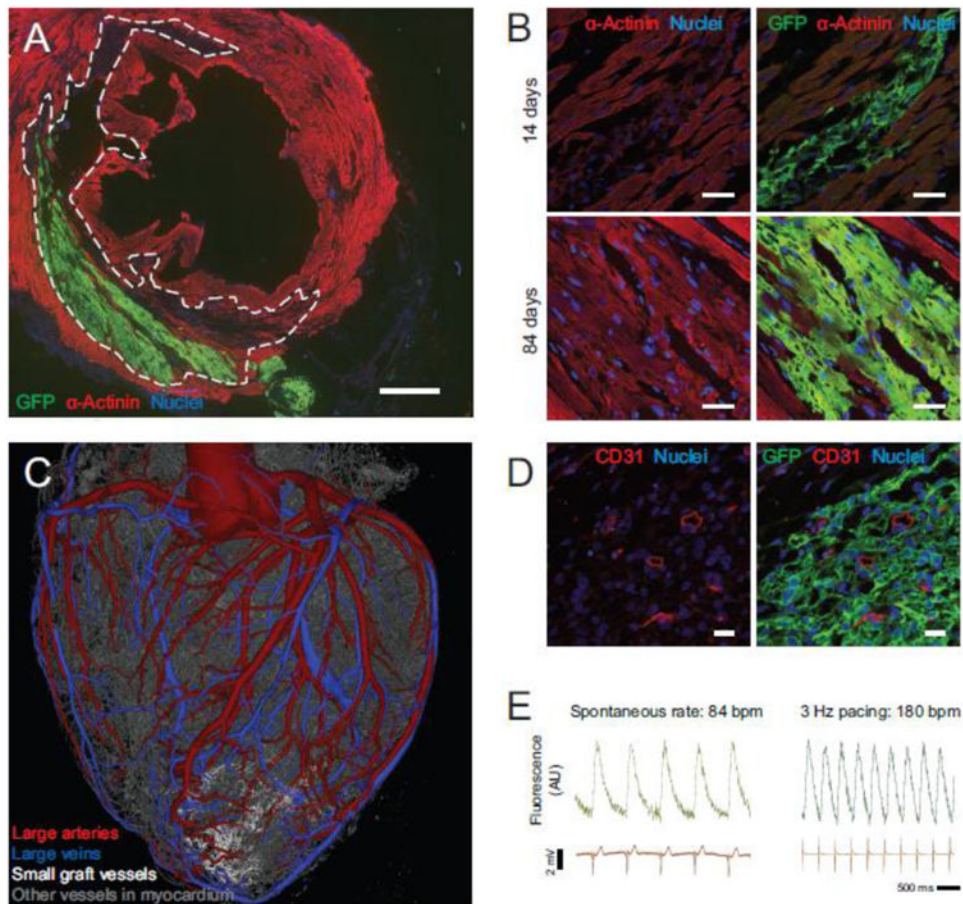 A
GFP α-Actinin Nuclei
B
α-Actinin Nuclei
GFP α-Actinin Nuclei
14 days
84 days
C
Large arteries
Large veins
Small graft vessels
Other vessels in myocardium
D
CD31 Nuclei
GFP CD31 Nuclei
E
Spontaneous rate: 84 bpm
3 Hz pacing: 180 bpm
Fluorescence
(AU)
2 mV
500 ms